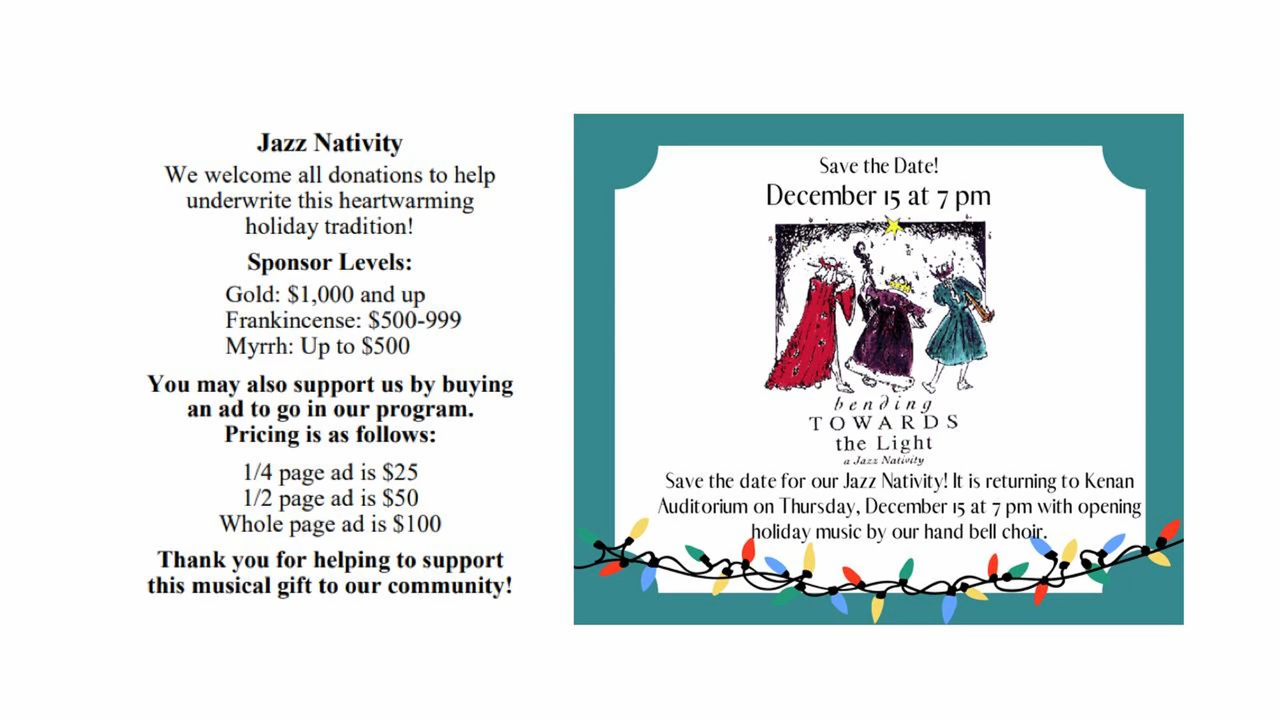 Jazz Nativity
We welcome all donations to help
underwrite this heartwarming
holiday tradition!
Sponsor Levels:
Gold: $1,000 and up
Frankincense: $500-999
Myrrh: Up to $500
You may also support us by buying
an ad to go in our program.
Pricing is as follows:
1/4 page ad is $25
1/2 page ad is $50
Whole page ad is $100
Thank you for helping to support
this musical gift to our community!
Save the Date!
December 15 at 7 pm
bending
TOWARDS
the Light
a Jazz Nativity
Save the date for our Jazz Nativity! It is returning to Kenan
Auditorium on Thursday, December 15 at 7 pm with opening
holiday music by our hand bell choir.